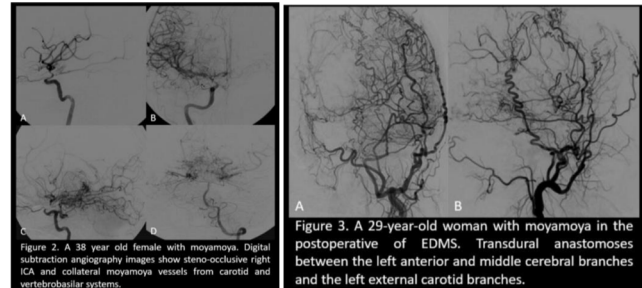 A
B
C
D
Figure 2. A 38 year old female with moyamoya. Digital
subtraction angiography images show steno-occlusive right
ICA and collateral moyamoya vessels from carotid and
vertebrobasilar systems.
A
B
Figure 3. A 29-year-old woman with moyamoya in the
postoperative of EDMS. Transdural anastomoses
between the left anterior and middle cerebral branches
and the left external carotid branches.